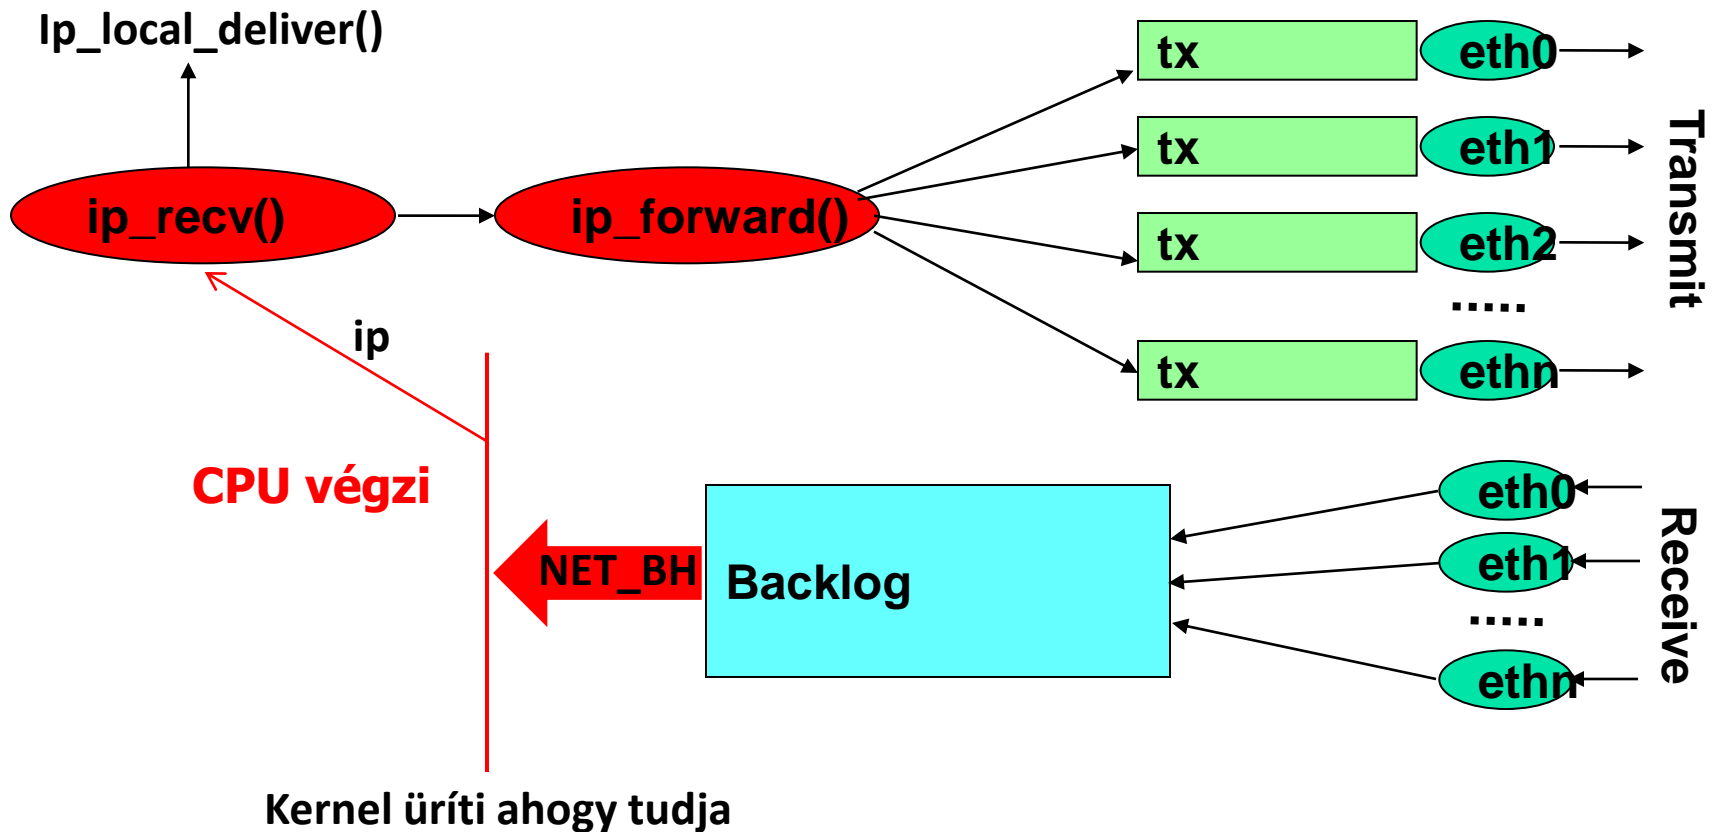 Ip_local_deliver()
tx eth0
tx eth1
ip_recv() ip_forward()
tx eth2
.....
tx ethn
Transmit
ip
CPU végzi
NET_BH
Backlog
eth0
eth1
.....
ethn
Receive
Kernel üríti ahogy tudja